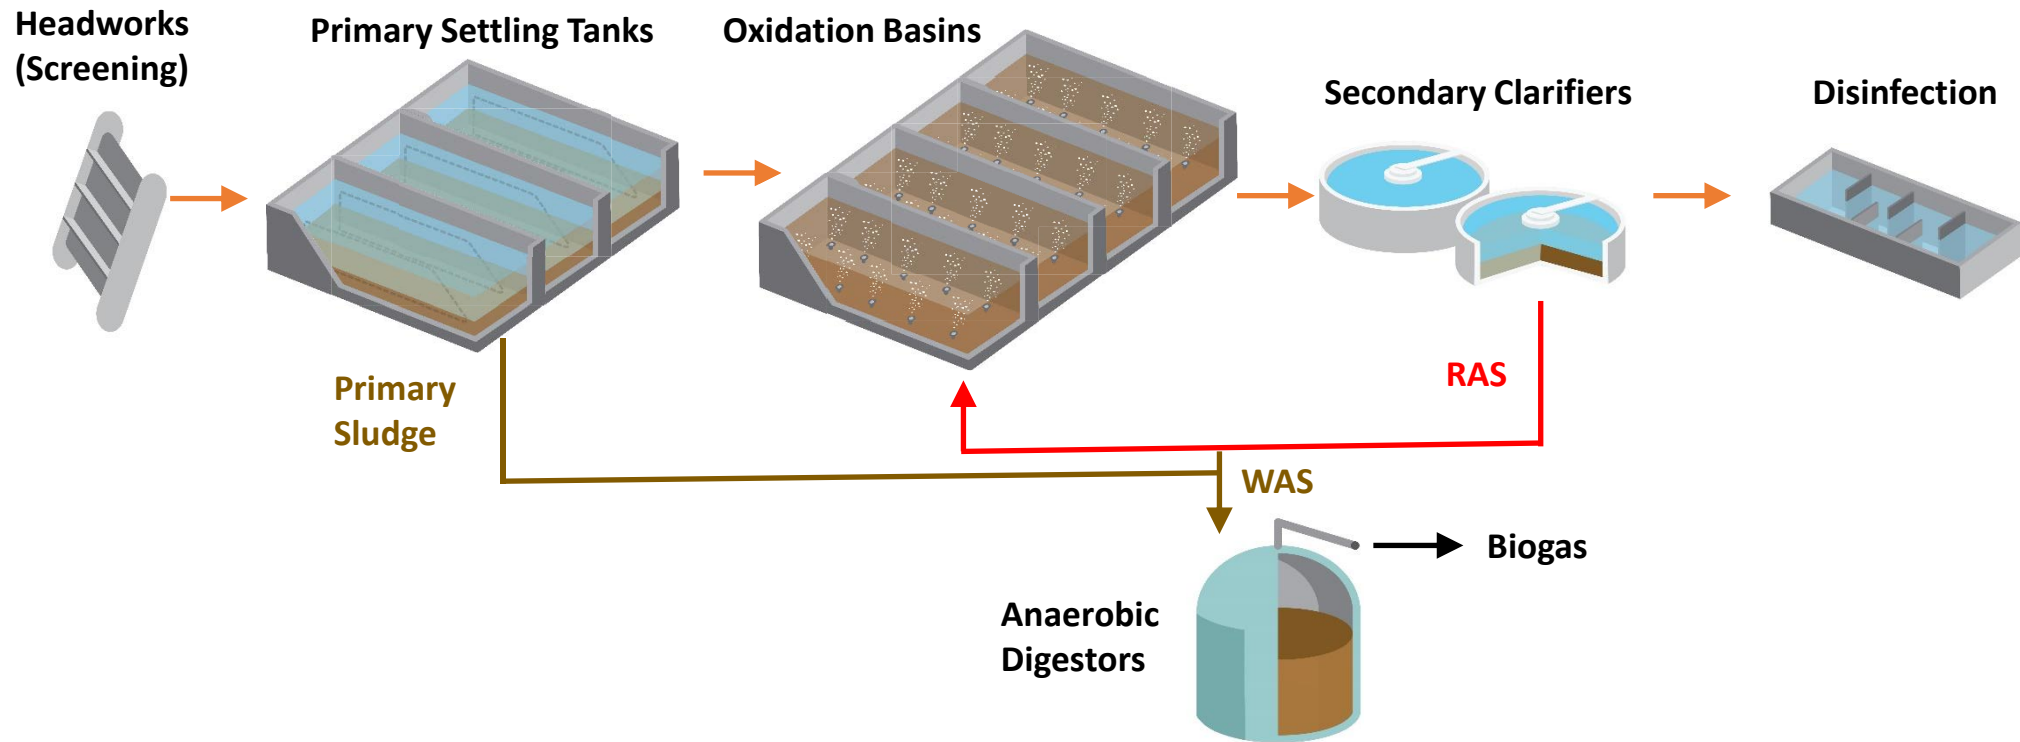 Headworks
(Screening)
Primary Settling Tanks
Oxidation Basins
Secondary Clarifiers
Disinfection
Primary
Sludge
RAS
WAS
Biogas
Anaerobic
Digestors